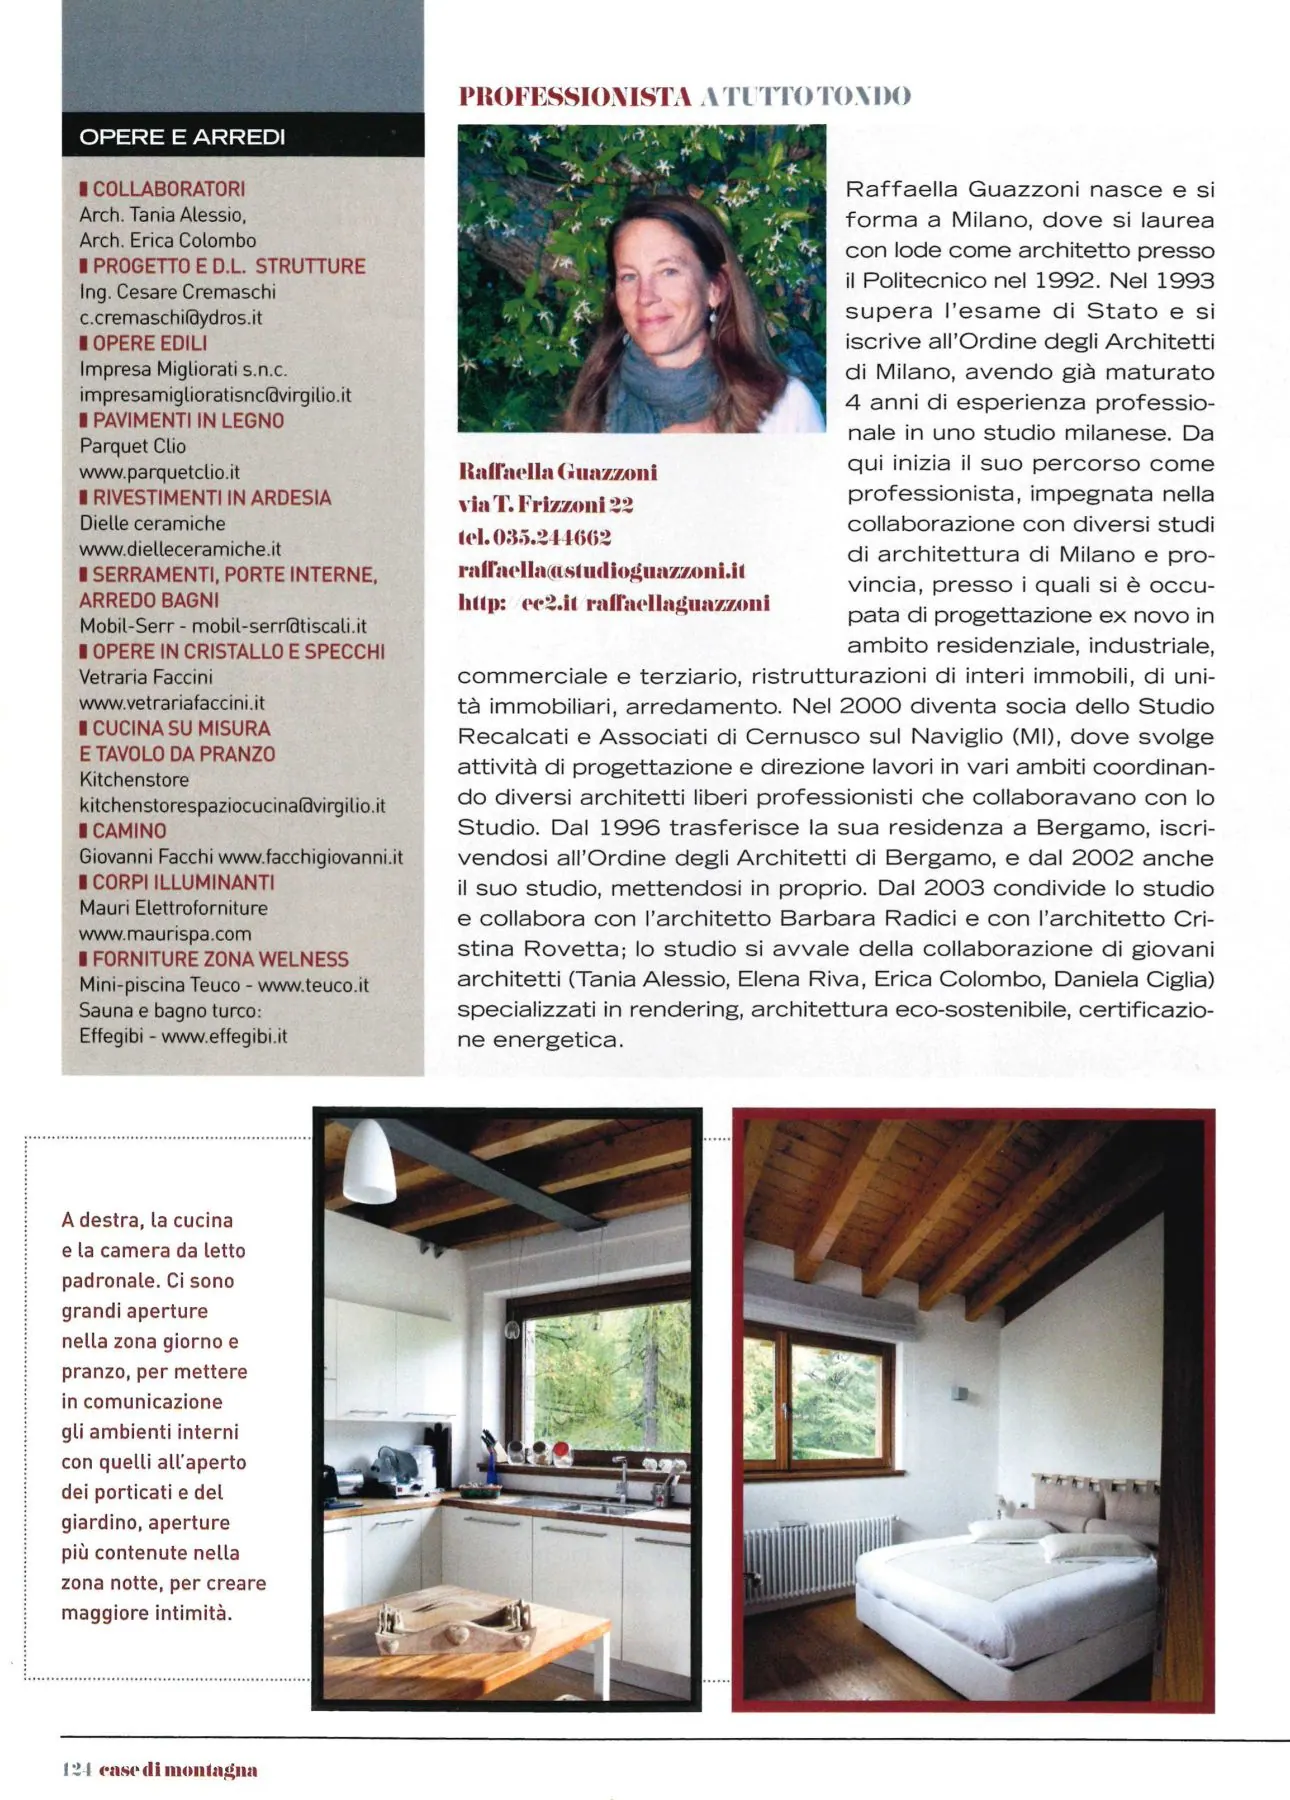 OPERE E ARREDI
COLLABORATORI
Arch. Tania Alessio,
Arch. Erica Colombo
PROGETTO E D.L. STRUTTURE
Ing. Cesare Cremaschi
c.cremaschi@ydros.it
OPERE EDILI
Impresa Migliorati s.n.c.
impresamiglioratisnc@virgilio.it
PAVIMENTI IN LEGNO
Parquet Clio
www.parquetclio.it
RIVESTIMENTI IN ARDESIA
Dielle ceramiche
www.dielleceramiche.it
SERRAMENTI, PORTE INTERNE,
ARREDO BAGNI
Mobil-Serr - mobil-serr@tiscali.it
OPERE IN CRISTALLO E SPECCHI
Vetraria Faccini
www.vetrariafaccini.it
CUCINA SU MISURA
E TAVOLO DA PRANZO
Kitchenstore
kitchenstorespaziocucina@virgilio.it
CAMINO
Giovanni Facchi www.facchigiovanni.it
CORPI ILLUMINANTI
Mauri Elettroforniture
www.maurispa.com
FORNITURE ZONA WELNESS
Mini-piscina Teuco - www.teuco.it
Sauna e bagno turco:
Effegibi - www.effegibi.it
PROFESSIONISTA A TUTTO TONDO
Raffaella Guazzoni
via T. Frizzoni 22
tel. 035.244662
raffaella@studioguazzoni.it
http: ec2.it raffaellaguazzoni
Raffaella Guazzoni nasce e si
forma a Milano, dove si laurea
con lode come architetto presso
il Politecnico nel 1992. Nel 1993
supera l'esame di Stato e si
iscrive all'Ordine degli Architetti
di Milano, avendo già maturato
4 anni di esperienza professio-
nale in uno studio milanese. Da
qui inizia il suo percorso come
professionista, impegnata nella
collaborazione con diversi studi
di architettura di Milano e pro-
vincia, presso i quali si è occu-
pata di progettazione ex novo in
ambito residenziale, industriale,
commerciale e terziario, ristrutturazioni di interi immobili, di uni-
tà immobiliari, arredamento. Nel 2000 diventa socia dello Studio
Recalcati e Associati di Cernusco sul Naviglio (MI), dove svolge
attività di progettazione e direzione lavori in vari ambiti coordinan-
do diversi architetti liberi professionisti che collaboravano con lo
Studio. Dal 1996 trasferisce la sua residenza a Bergamo, iscri-
vendosi all'Ordine degli Architetti di Bergamo, e dal 2002 anche
il suo studio, mettendosi in proprio. Dal 2003 condivide lo studio
e collabora con l'architetto Barbara Radici e con l'architetto Cri-
stina Rovetta; lo studio si avvale della collaborazione di giovani
architetti (Tania Alessio, Elena Riva, Erica Colombo, Daniela Ciglia)
specializzati in rendering, architettura eco-sostenibile, certificazio-
ne energetica.
A destra, la cucina
e la camera da letto
padronale. Ci sono
grandi aperture
nella zona giorno e
pranzo, per mettere
in comunicazione
gli ambienti interni
con quelli all'aperto
dei porticati e del
giardino, aperture
più contenute nella
zona notte, per creare
maggiore intimità.
124 case di montagna